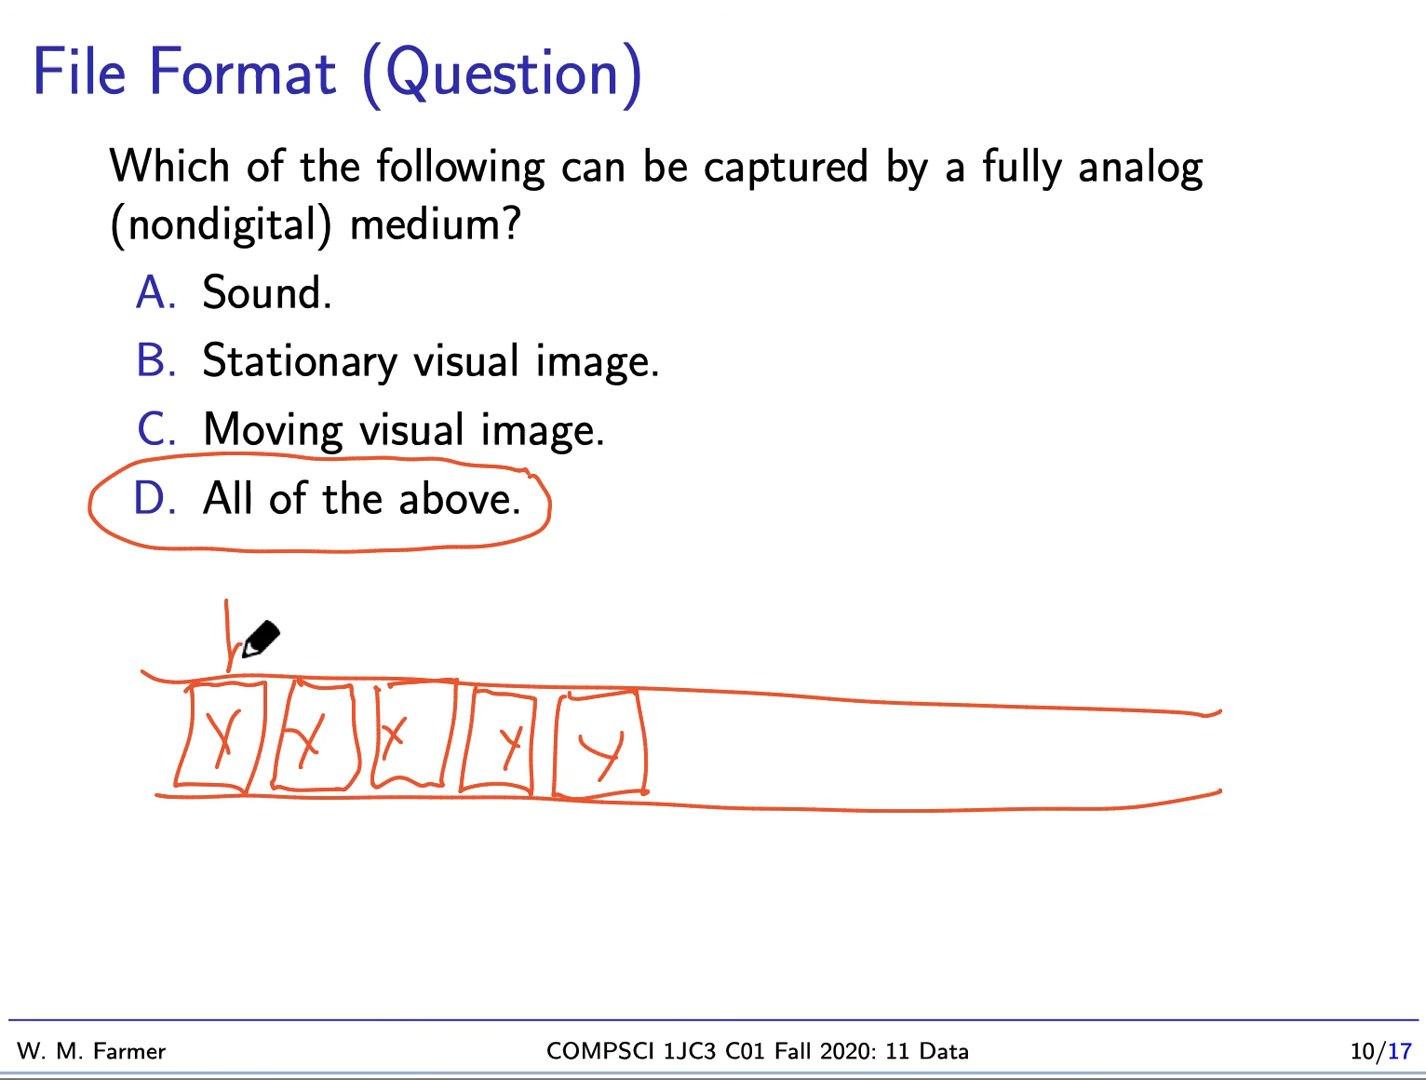 File Format (Question)
Which of the following can be captured by a fully analog
(nondigital) medium?
A. Sound.
B. Stationary visual image.
C. Moving visual image.
D. All of the above.
W. M. Farmer COMPSCI 1JC3 C01 Fall 2020: 11 Data 10/17